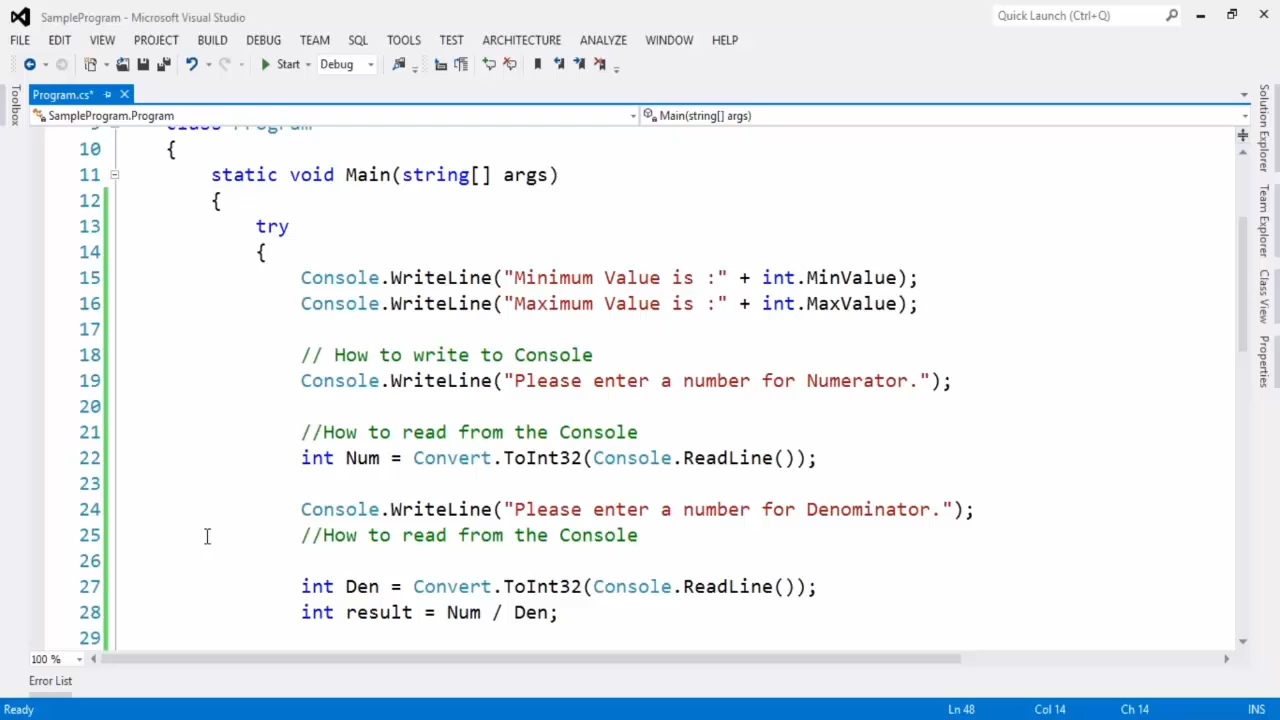 SampleProgram - Microsoft Visual Studio
Quick Launch (Ctrl+Q)
FILE EDIT VIEW PROJECT BUILD DEBUG TEAM SQL TOOLS TEST ARCHITECTURE ANALYZE WINDOW HELP
Start Debug
Toolbox
Program.cs*
SampleProgram.Program
Main(string[] args)
9 class Program
10 {
11 static void Main(string[] args)
12 {
13 try
14 {
15 Console.WriteLine("Minimum Value is :" + int.MinValue);
16 Console.WriteLine("Maximum Value is :" + int.MaxValue);
17
18 // How to write to Console
19 Console.WriteLine("Please enter a number for Numerator.");
20
21 //How to read from the Console
22 int Num = Convert.ToInt32(Console.ReadLine());
23
24 Console.WriteLine("Please enter a number for Denominator.");
25 //How to read from the Console
26
27 int Den = Convert.ToInt32(Console.ReadLine());
28 int result = Num / Den;
29
Solution Explorer
Team Explorer
Class View
Properties
100 %
Error List
Ready
Ln 48 Col 14 Ch 14 INS